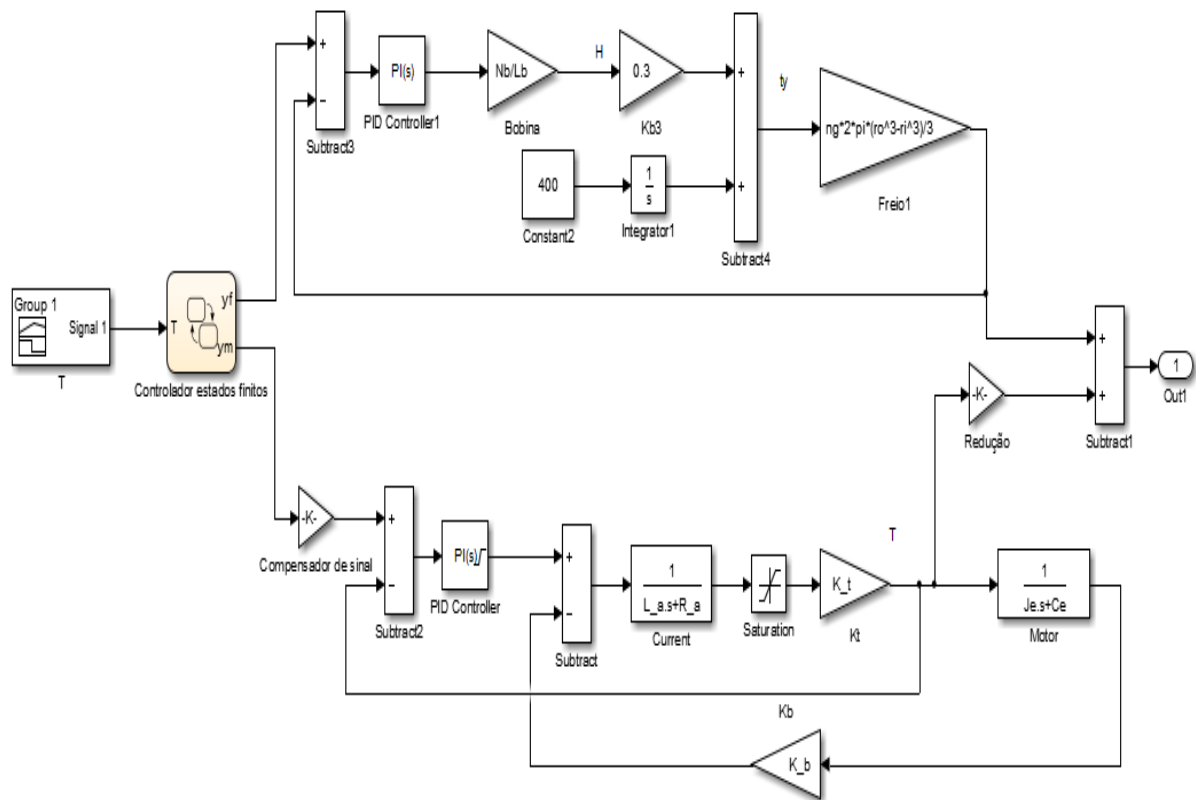 +
−
Subtract3
PI(s)
PID Controller1
Nb/Lb
Bobina
H
0.3
Kb3
400
Constant2
1
s
Integrator1
+
+
Subtract4
ty
ng*2*pi*(ro^3-ri^3)/3
Freio1
Group 1
Signal 1
T
T
yf
ym
Controlador estados finitos
+
+
Subtract1
1
Out1
-K-
Redução
-K-
Compensador de sinal
+
−
Subtract2
PI(s)
PID Controller
+
−
Subtract
1
L_a.s+R_a
Current
Saturation
K_t
Kt
T
1
Je.s+Ce
Motor
Kb
K_b